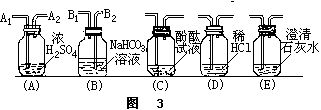 A₁ A₂ B₁ B₂
浓
H₂SO₄
NaHCO₃
溶液
酚酞
试液
稀
HCl
澄清
石灰水
(A) (B) (C) (D) (E)
图 3